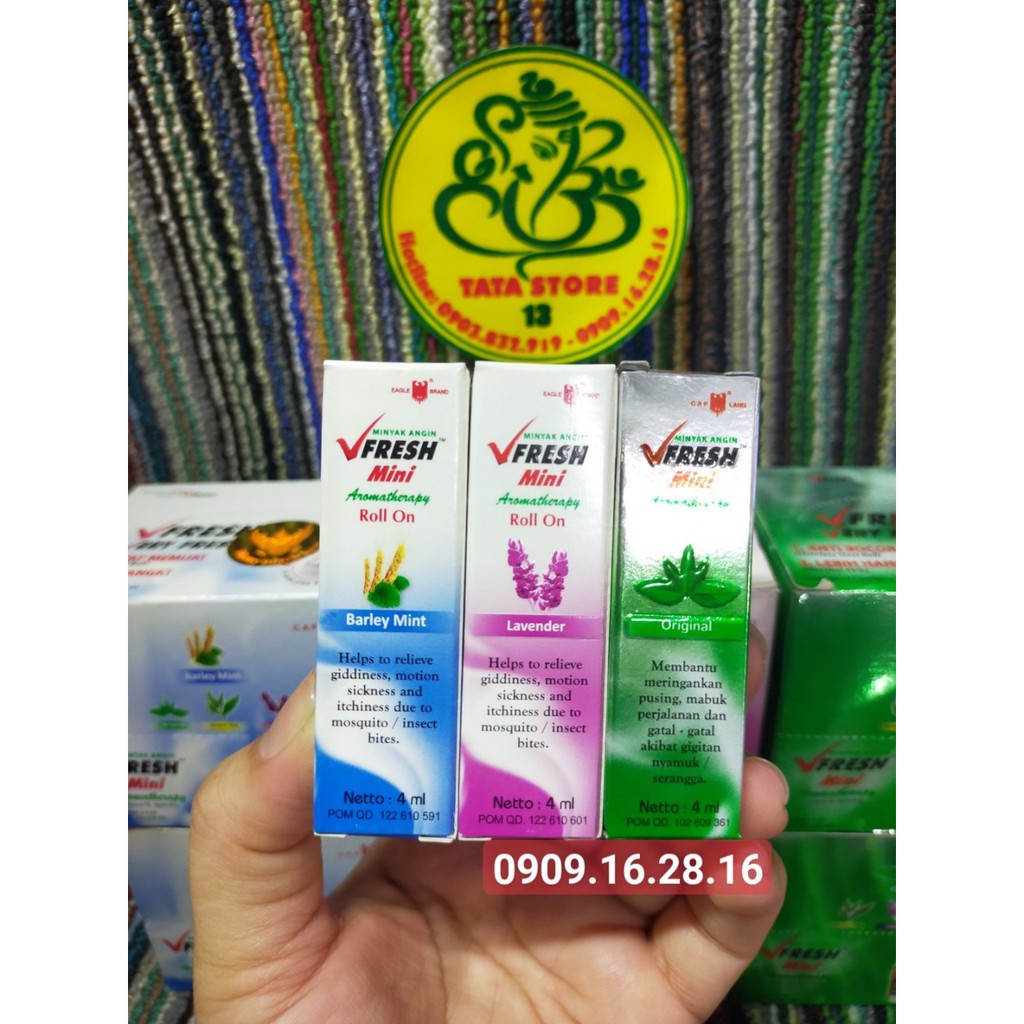 TATA STORE
13
Hotline: 0903.832.919 - 0909.16.28.16
EAGLE BRAND
MINYAK ANGIN
VFRESH™
Mini
Aromatherapy
Roll On
Barley Mint
Helps to relieve
giddiness, motion
sickness and
itchiness due to
mosquito / insect
bites.
Netto : 4 ml
POM QD. 122 610 591
EAGLE BRAND
MINYAK ANGIN
VFRESH
Mini
Aromatherapy
Roll On
Lavender
Helps to relieve
giddiness, motion
sickness and
itchiness due to
mosquito / insect
bites.
Netto : 4 ml
POM QD. 122 610 601
CAP LANG
MINYAK ANGIN
VFRESH™
Mini
Original
Membantu
meringankan
pusing, mabuk
perjalanan dan
gatal - gatal
akibat gigitan
nyamuk /
serangga.
Netto : 4 ml
POM QD. 102 609 361
0909.16.28.16
VFRESH
Barley Mint
FRESH
Mini
VFRESH
Mini
VFRESH
Mini